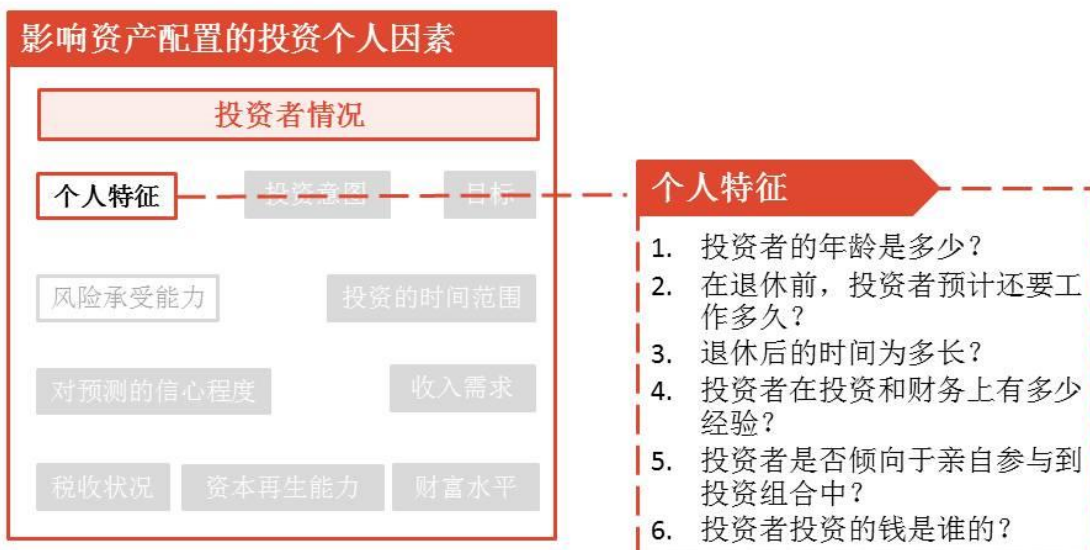 影响资产配置的投资个人因素
投资者情况
个人特征
投资意图
目标
风险承受能力
投资的时间范围
对预测的信心程度
收入需求
税收状况
资本再生能力
财富水平
个人特征
1. 投资者的年龄是多少？
2. 在退休前，投资者预计还要工
作多久？
3. 退休后的时间为多长？
4. 投资者在投资和财务上有多少
经验？
5. 投资者是否倾向于亲自参与到
投资组合中？
6. 投资者投资的钱是谁的？